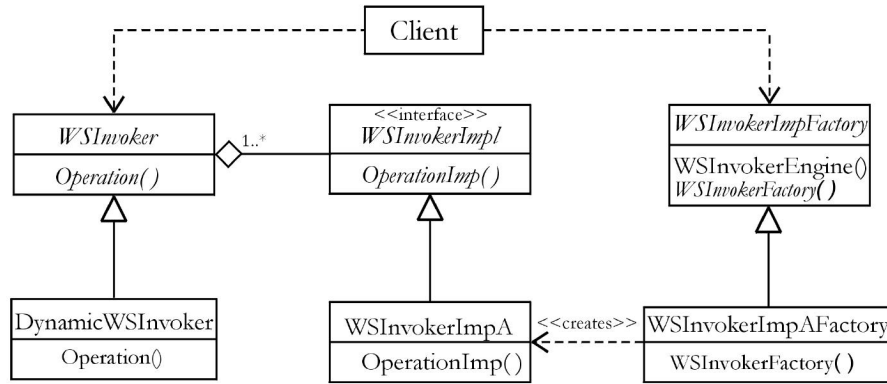 Client
<<interface>>
WSInvoker
1..*
WSInvokerImpl
WSInvokerImpFactory
Operation( )
OperationImp( )
WSInvokerEngine()
WSInvokerFactory( )
DynamicWSInvoker
WSInvokerImpA
<<creates>>
WSInvokerImpAFactory
Operation()
OperationImp( )
WSInvokerFactory( )